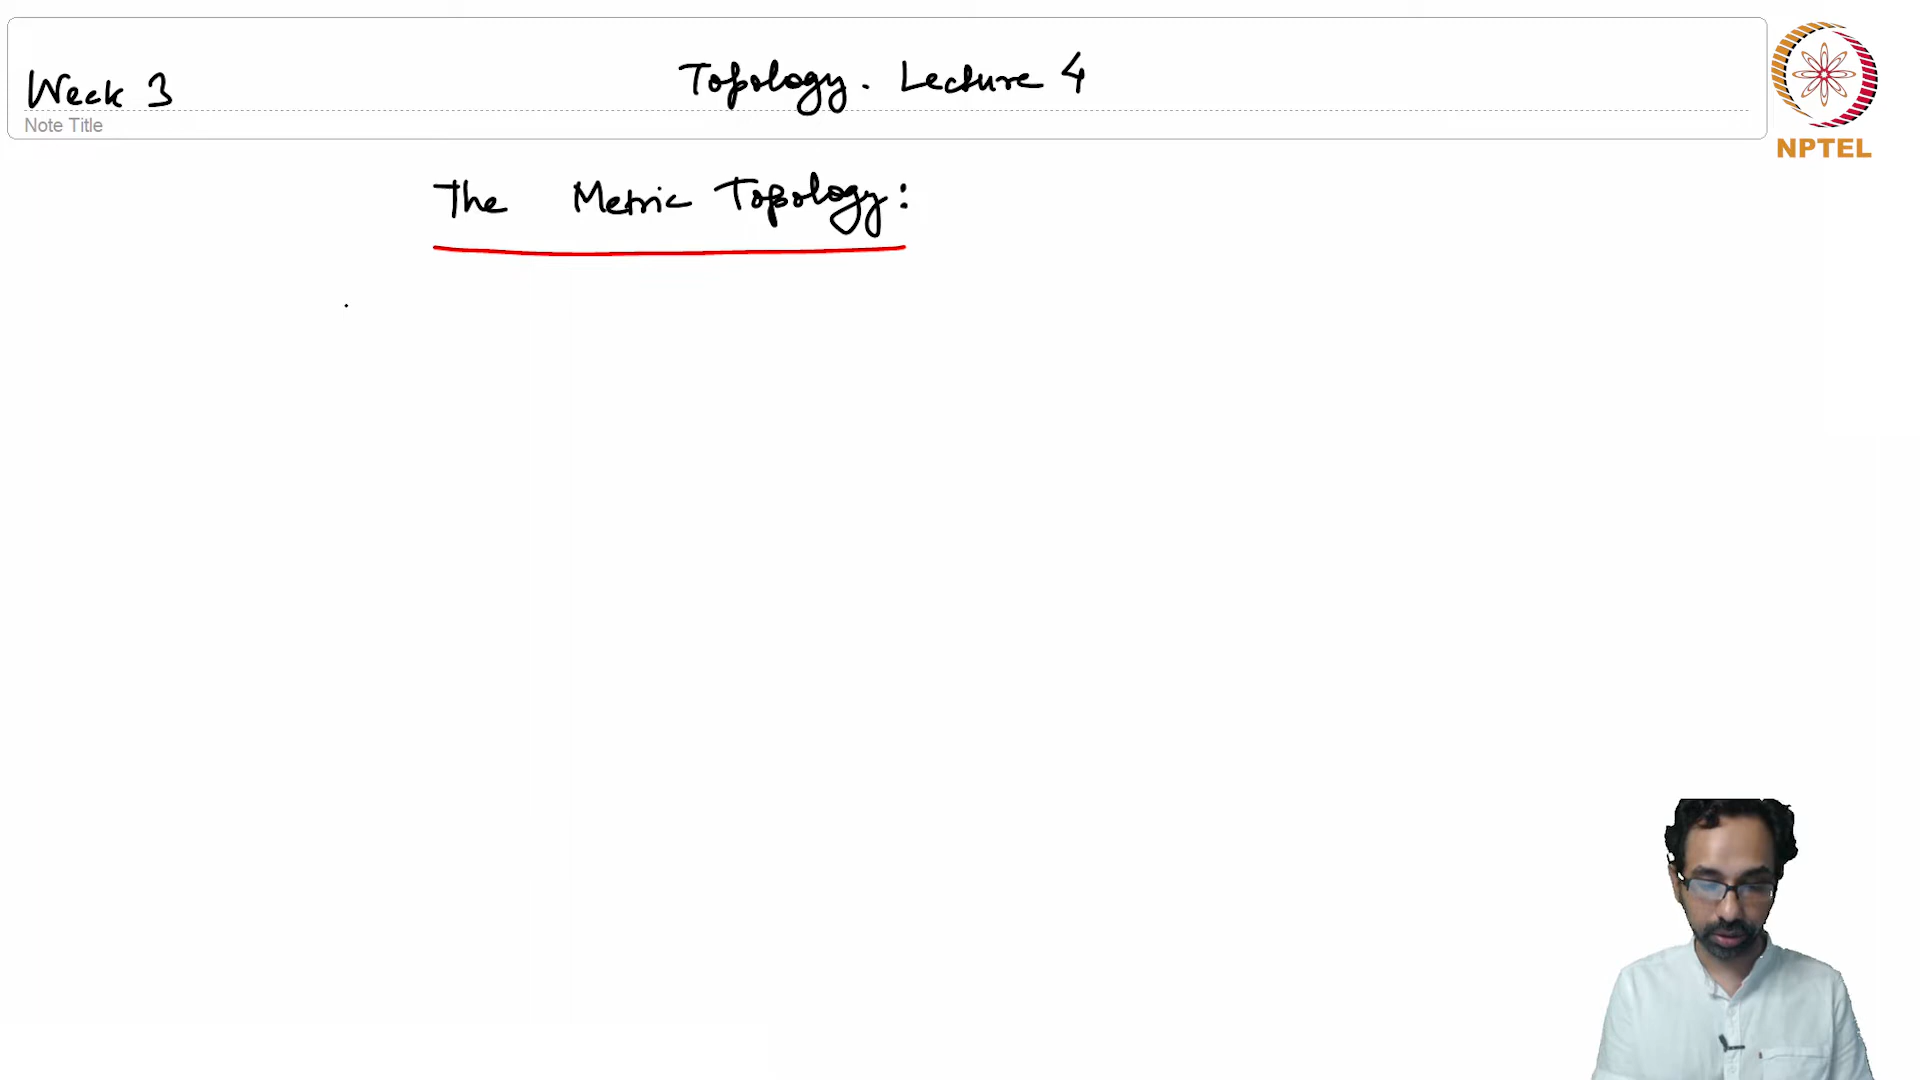 Week 3
Topology. Lecture 4
Note Title
NPTEL
The Metric Topology: